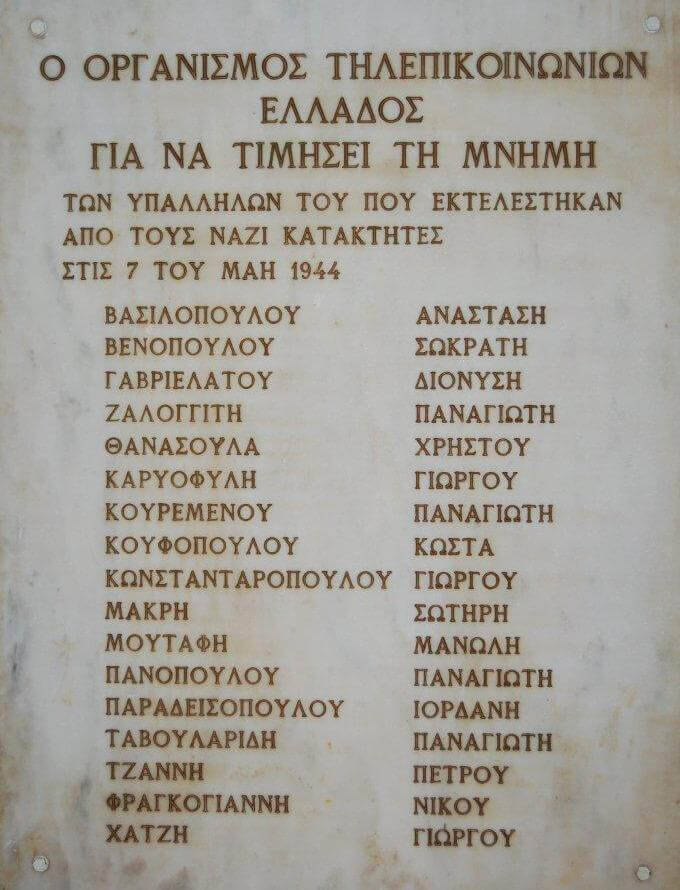 Ο ΟΡΓΑΝΙΣΜΟΣ ΤΗΛΕΠΙΚΟΙΝΩΝΙΩΝ
ΕΛΛΑΔΟΣ
ΓΙΑ ΝΑ ΤΙΜΗΣΕΙ ΤΗ ΜΝΗΜΗ
ΤΩΝ ΥΠΑΛΛΗΛΩΝ ΤΟΥ ΠΟΥ ΕΚΤΕΛΕΣΤΗΚΑΝ
ΑΠΟ ΤΟΥΣ ΝΑΖΙ ΚΑΤΑΚΤΗΤΕΣ
ΣΤΙΣ 7 ΤΟΥ ΜΑΗ 1944
ΒΑΣΙΛΟΠΟΥΛΟΥ ΑΝΑΣΤΑΣΗ
ΒΕΝΟΠΟΥΛΟΥ ΣΩΚΡΑΤΗ
ΓΑΒΡΙΕΛΑΤΟΥ ΔΙΟΝΥΣΗ
ΖΑΛΟΓΓΙΤΗ ΠΑΝΑΓΙΩΤΗ
ΘΑΝΑΣΟΥΛΑ ΧΡΗΣΤΟΥ
ΚΑΡΥΟΦΥΛΗ ΓΙΩΡΓΟΥ
ΚΟΥΡΕΜΕΝΟΥ ΠΑΝΑΓΙΩΤΗ
ΚΟΥΦΟΠΟΥΛΟΥ ΚΩΣΤΑ
ΚΩΝΣΤΑΝΤΑΡΟΠΟΥΛΟΥ ΓΙΩΡΓΟΥ
ΜΑΚΡΗ ΣΩΤΗΡΗ
ΜΟΥΤΑΦΗ ΜΑΝΩΛΗ
ΠΑΝΟΠΟΥΛΟΥ ΠΑΝΑΓΙΩΤΗ
ΠΑΡΑΔΕΙΣΟΠΟΥΛΟΥ ΙΟΡΔΑΝΗ
ΤΑΒΟΥΛΑΡΙΔΗ ΠΑΝΑΓΙΩΤΗ
ΤΖΑΝΝΗ ΠΕΤΡΟΥ
ΦΡΑΓΚΟΓΙΑΝΝΗ ΝΙΚΟΥ
ΧΑΤΖΗ ΓΙΩΡΓΟΥ